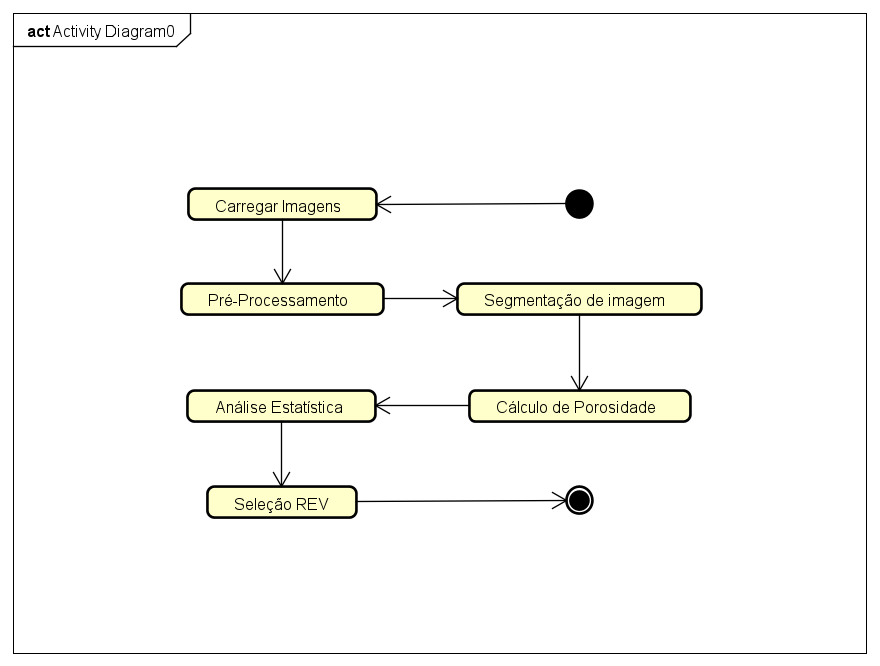 act Activity Diagram0
Carregar Imagens
Pré-Processamento
Segmentação de imagem
Análise Estatística
Cálculo de Porosidade
Seleção REV